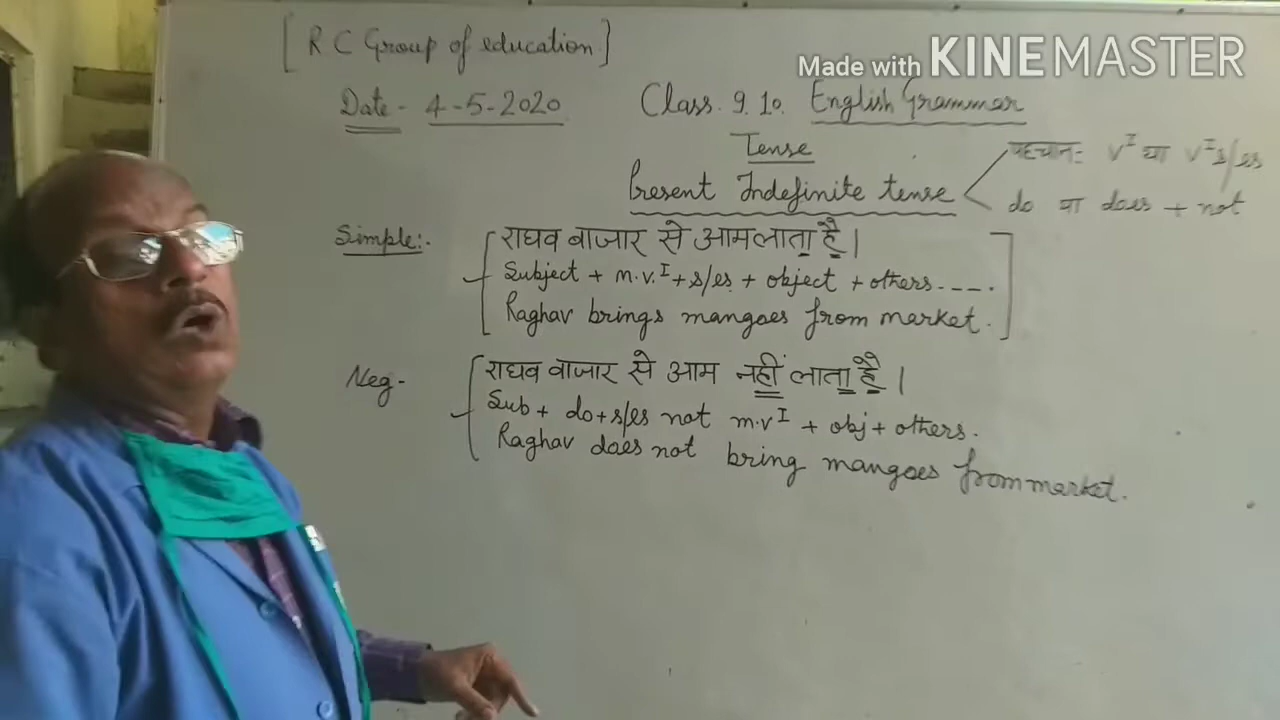 [R C Group of education]
Made with KINEMASTER
Date - 4-5-2020
Class. 9. 10. English Grammar
Tense
पहचान:- V^I या V^I s/es
Present Indefinite tense
do या does + not
Simple:-
राघव बाजार से आम लाता है।
Subject + m.v.^I + s/es + object + others----.
Raghav brings mangoes from market.
Neg-
राघव बाजार से आम नहीं लाता है।
Sub + do+s/es not m.v^I + obj + others.
Raghav does not bring mangoes from market.